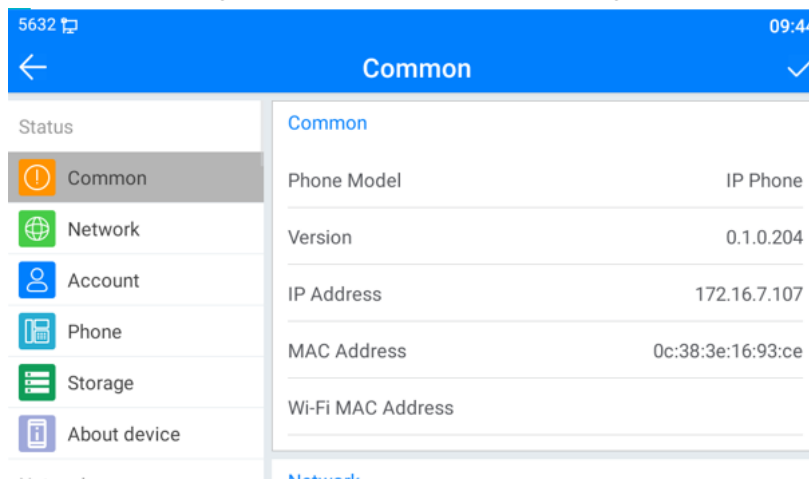 5632
09:44
Common
Status
Common
Network
Account
Phone
Storage
About device
Common
Phone Model IP Phone
Version 0.1.0.204
IP Address 172.16.7.107
MAC Address 0c:38:3e:16:93:ce
Wi-Fi MAC Address
Network